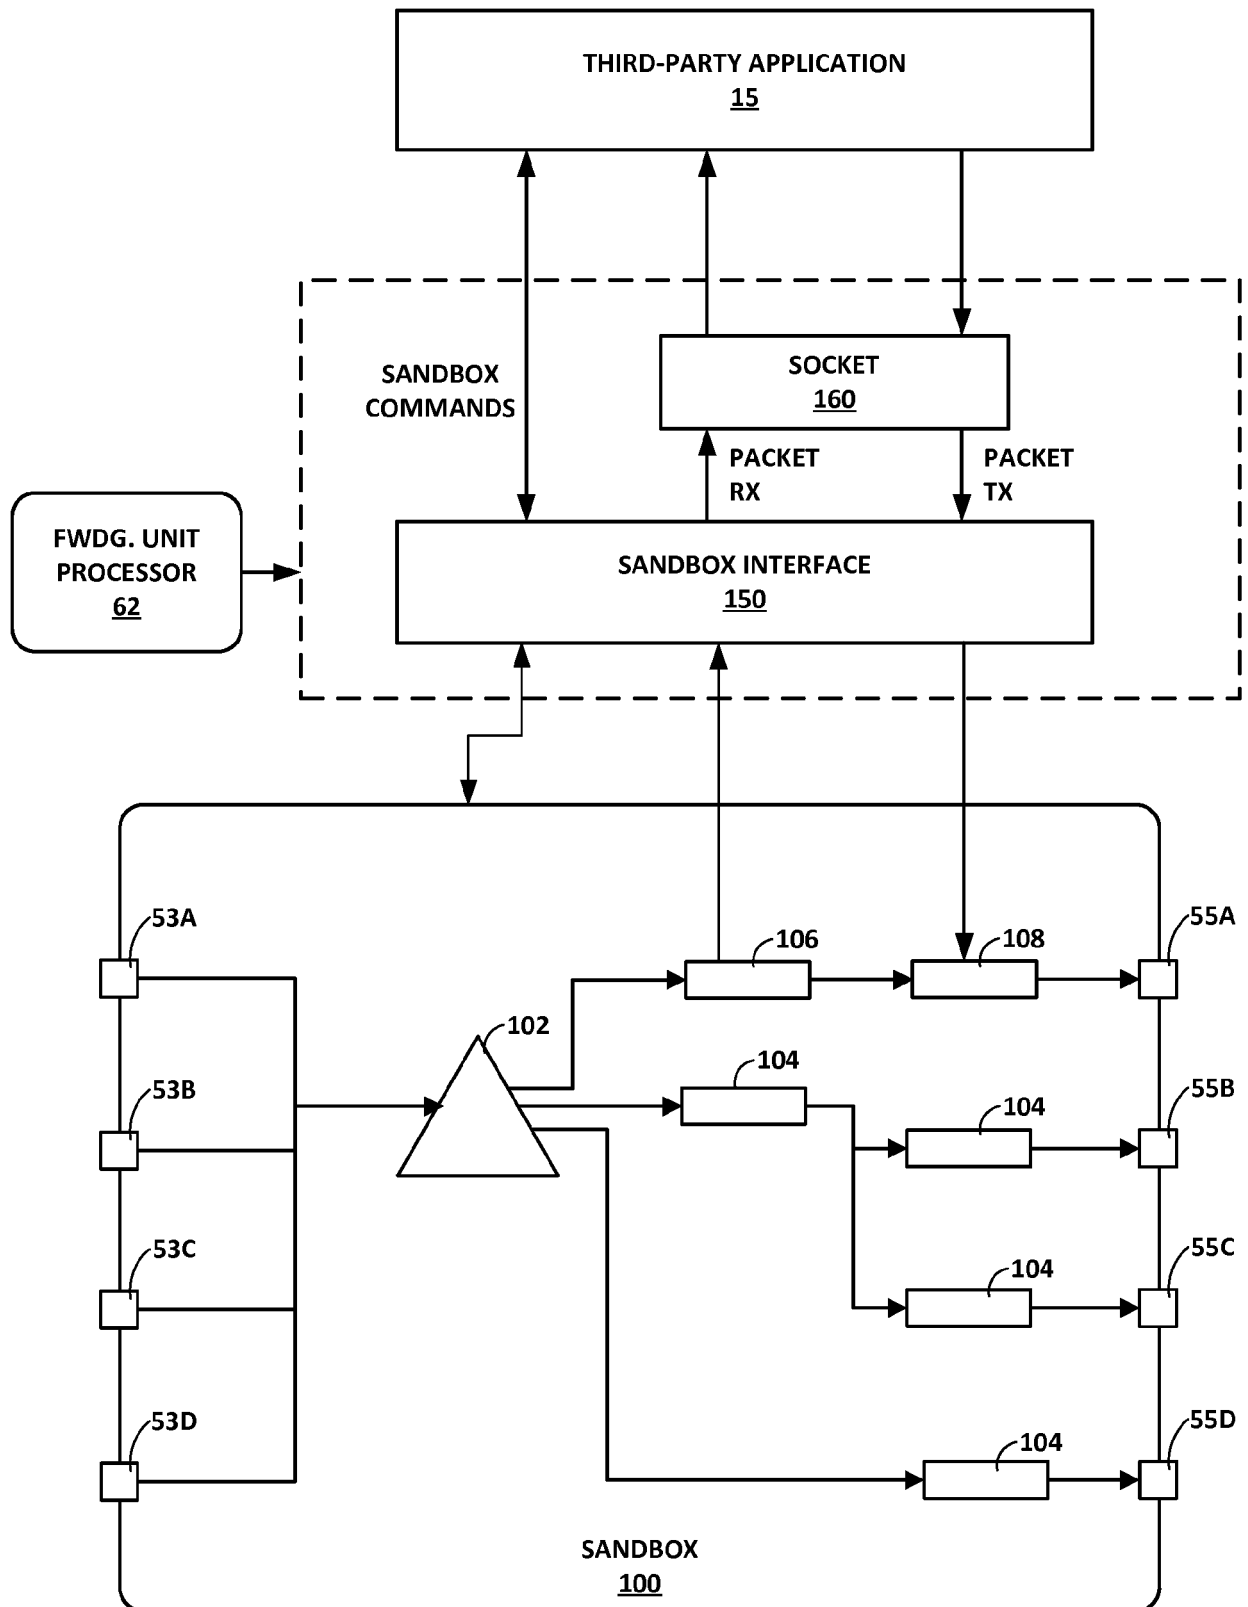 THIRD-PARTY APPLICATION
15
SOCKET
160
SANDBOX
COMMANDS
PACKET
RX
PACKET
TX
FWDG. UNIT
PROCESSOR
62
SANDBOX INTERFACE
150
53A
106
108
55A
102
104
53B
104
55B
53C
104
55C
53D
104
55D
SANDBOX
100